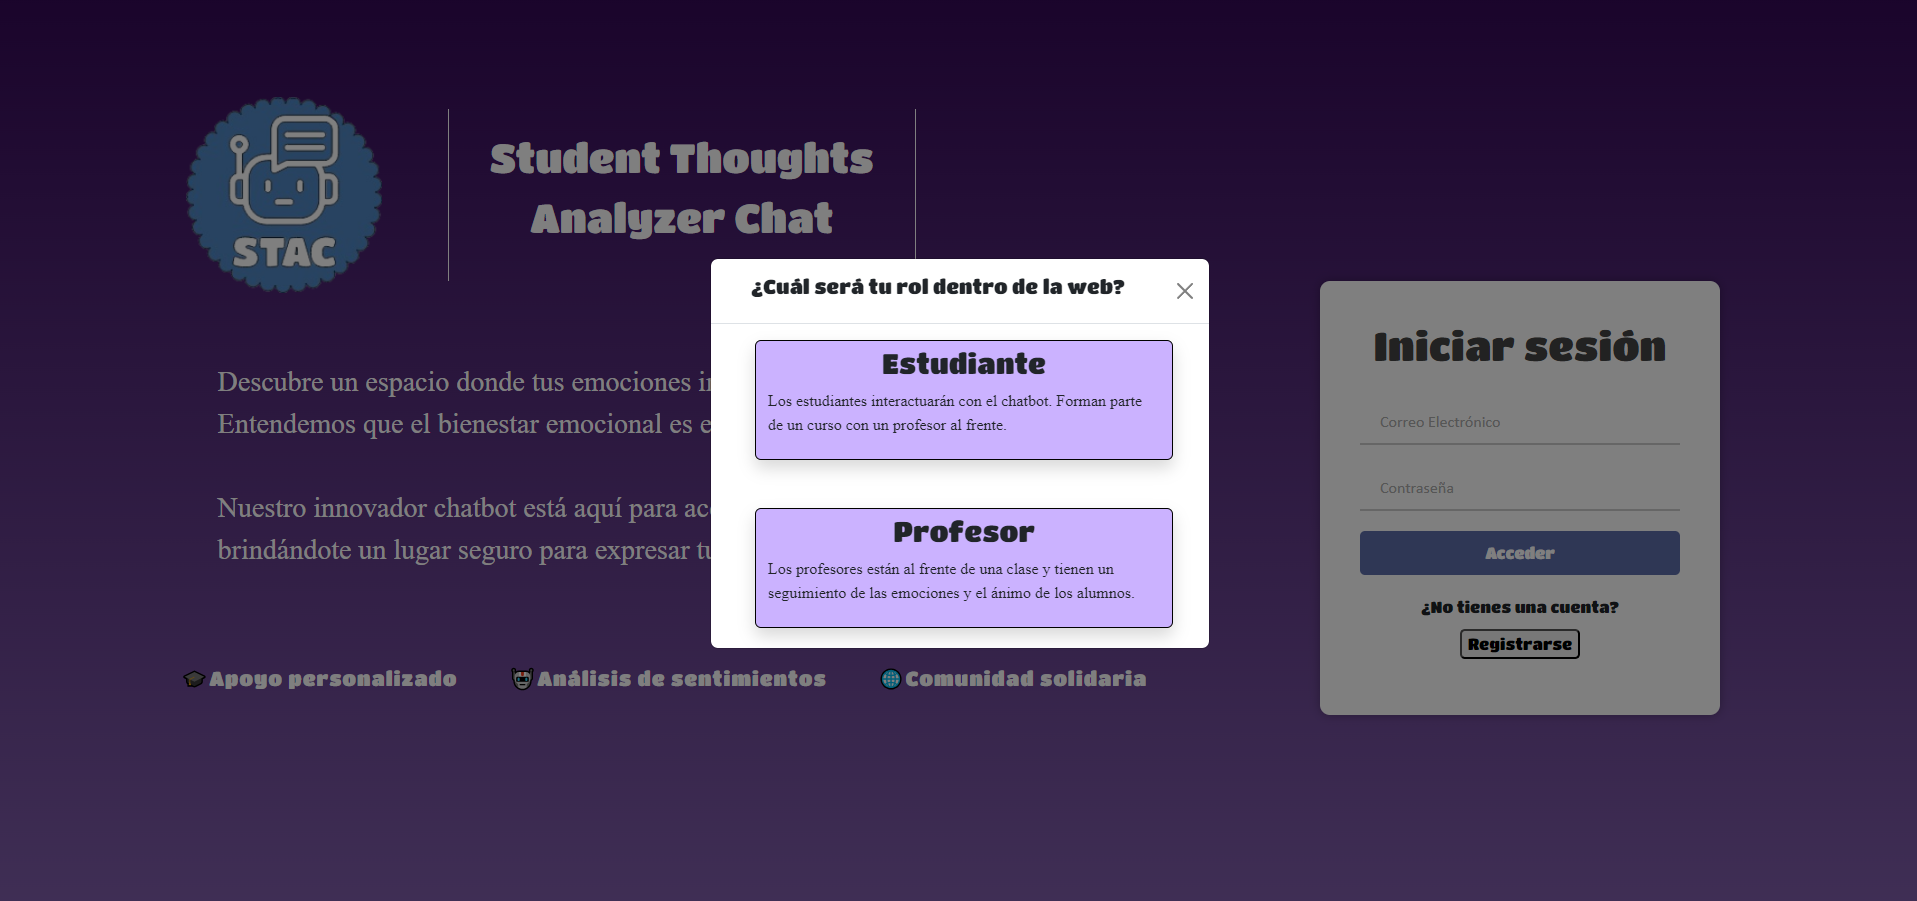 STAC
Student Thoughts
Analyzer Chat
Descubre un espacio donde tus emociones
Entendemos que el bienestar emocional es
Nuestro innovador chatbot está aquí para
brindándote un lugar seguro para expresar
🎓 Apoyo personalizado
🤖 Análisis de sentimientos
🌐 Comunidad solidaria
¿Cuál será tu rol dentro de la web?
Estudiante
Los estudiantes interactuarán con el chatbot. Forman parte
de un curso con un profesor al frente.
Profesor
Los profesores están al frente de una clase y tienen un
seguimiento de las emociones y el ánimo de los alumnos.
Iniciar sesión
Correo Electrónico
Contraseña
Acceder
¿No tienes una cuenta?
Registrarse